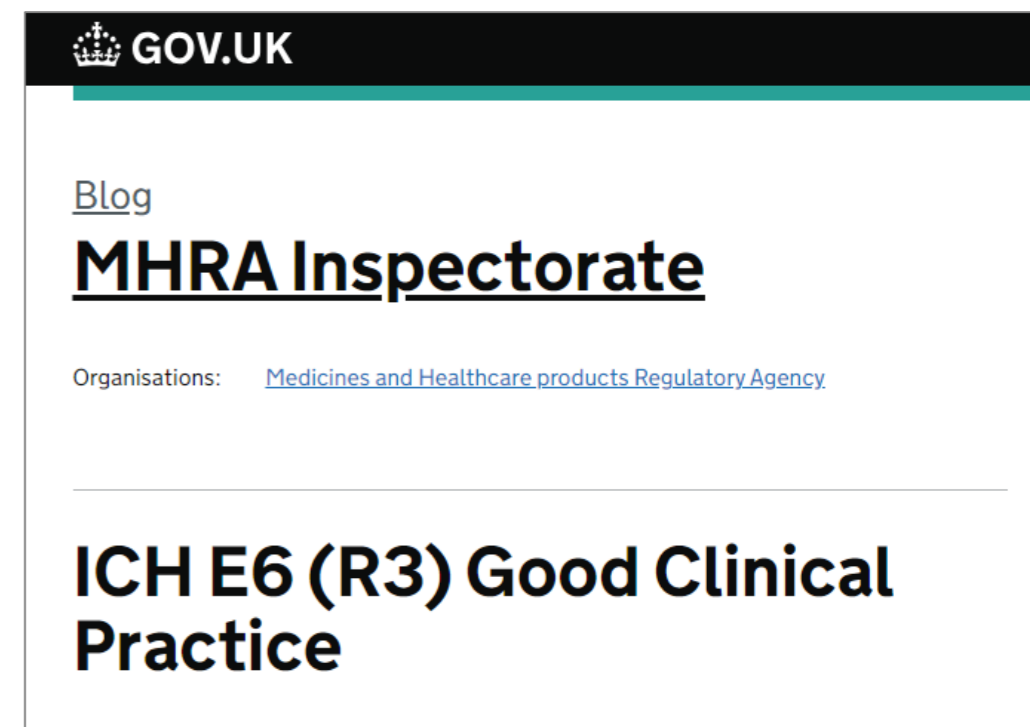 GOV.UK
Blog
MHRA Inspectorate
Organisations: Medicines and Healthcare products Regulatory Agency
ICH E6 (R3) Good Clinical
Practice